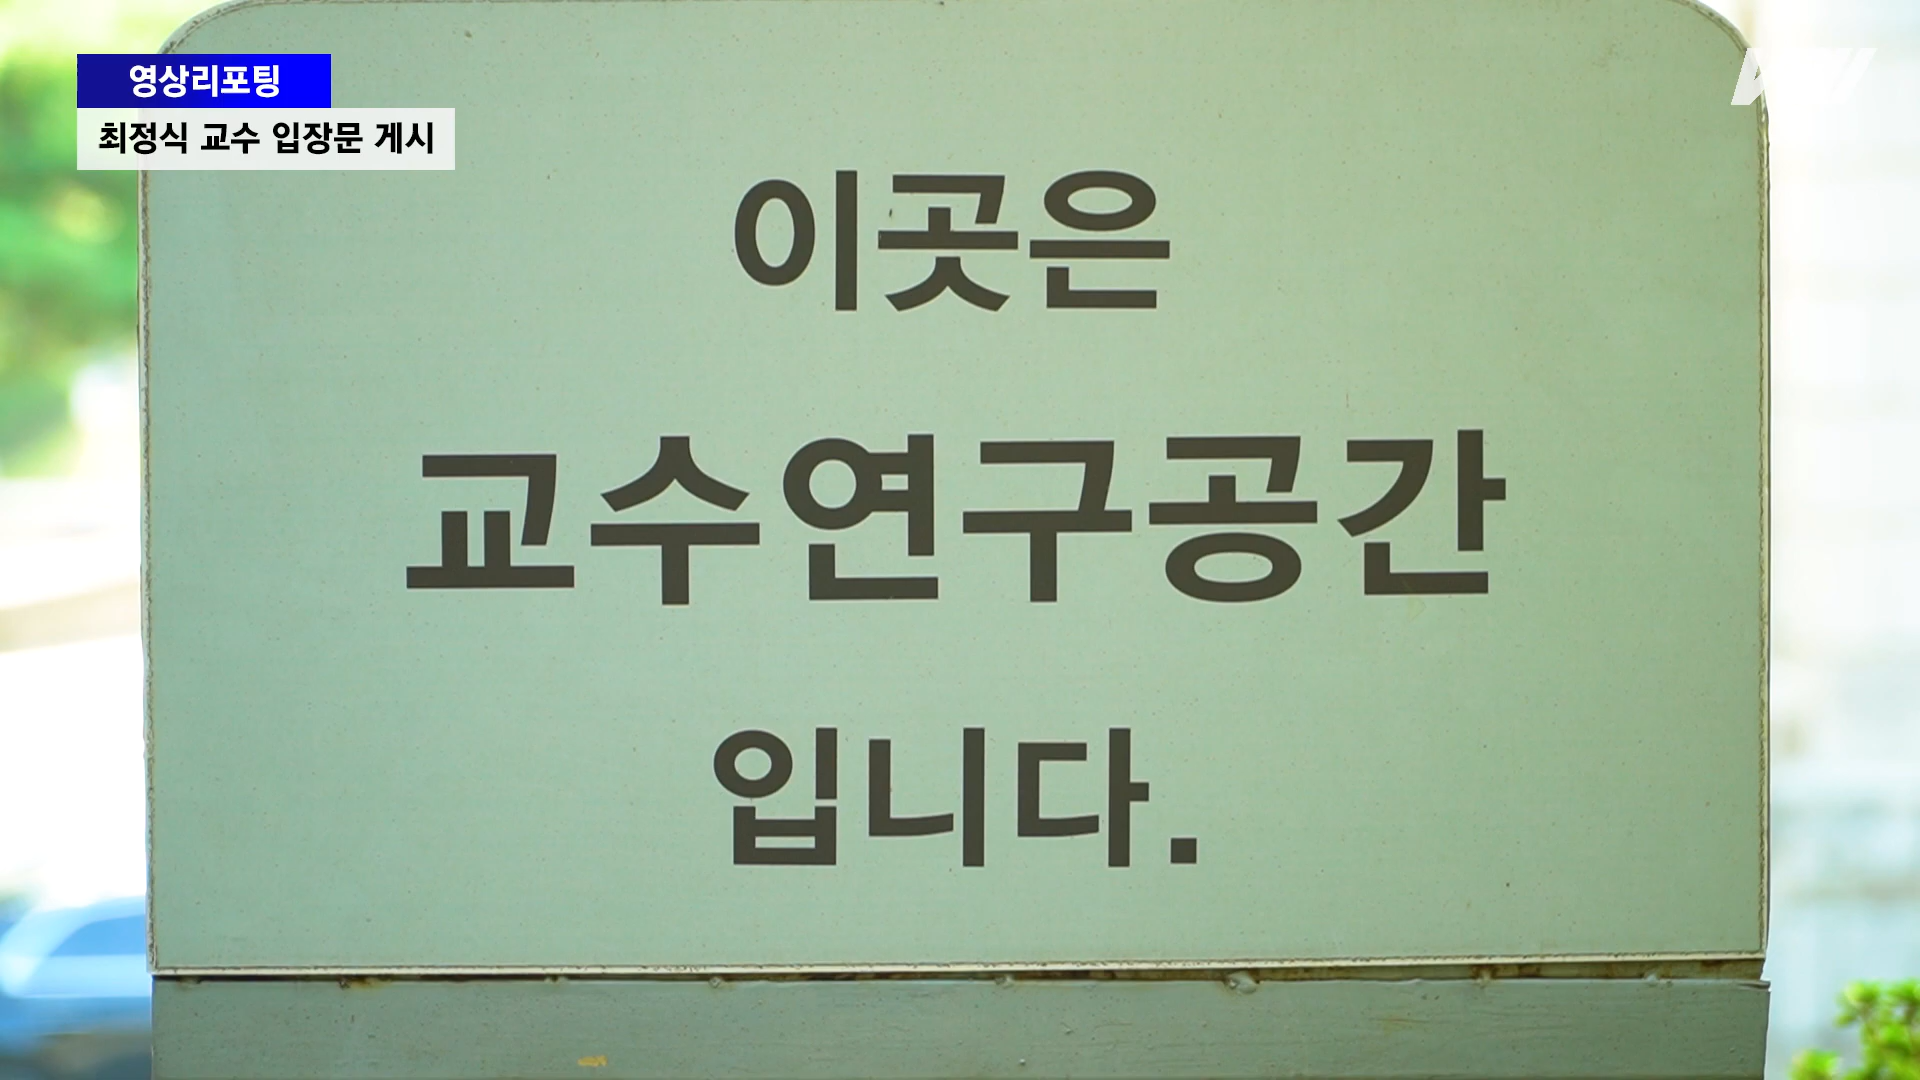 영상리포팅
최정식 교수 입장문 게시
이곳은
교수연구공간
입니다.